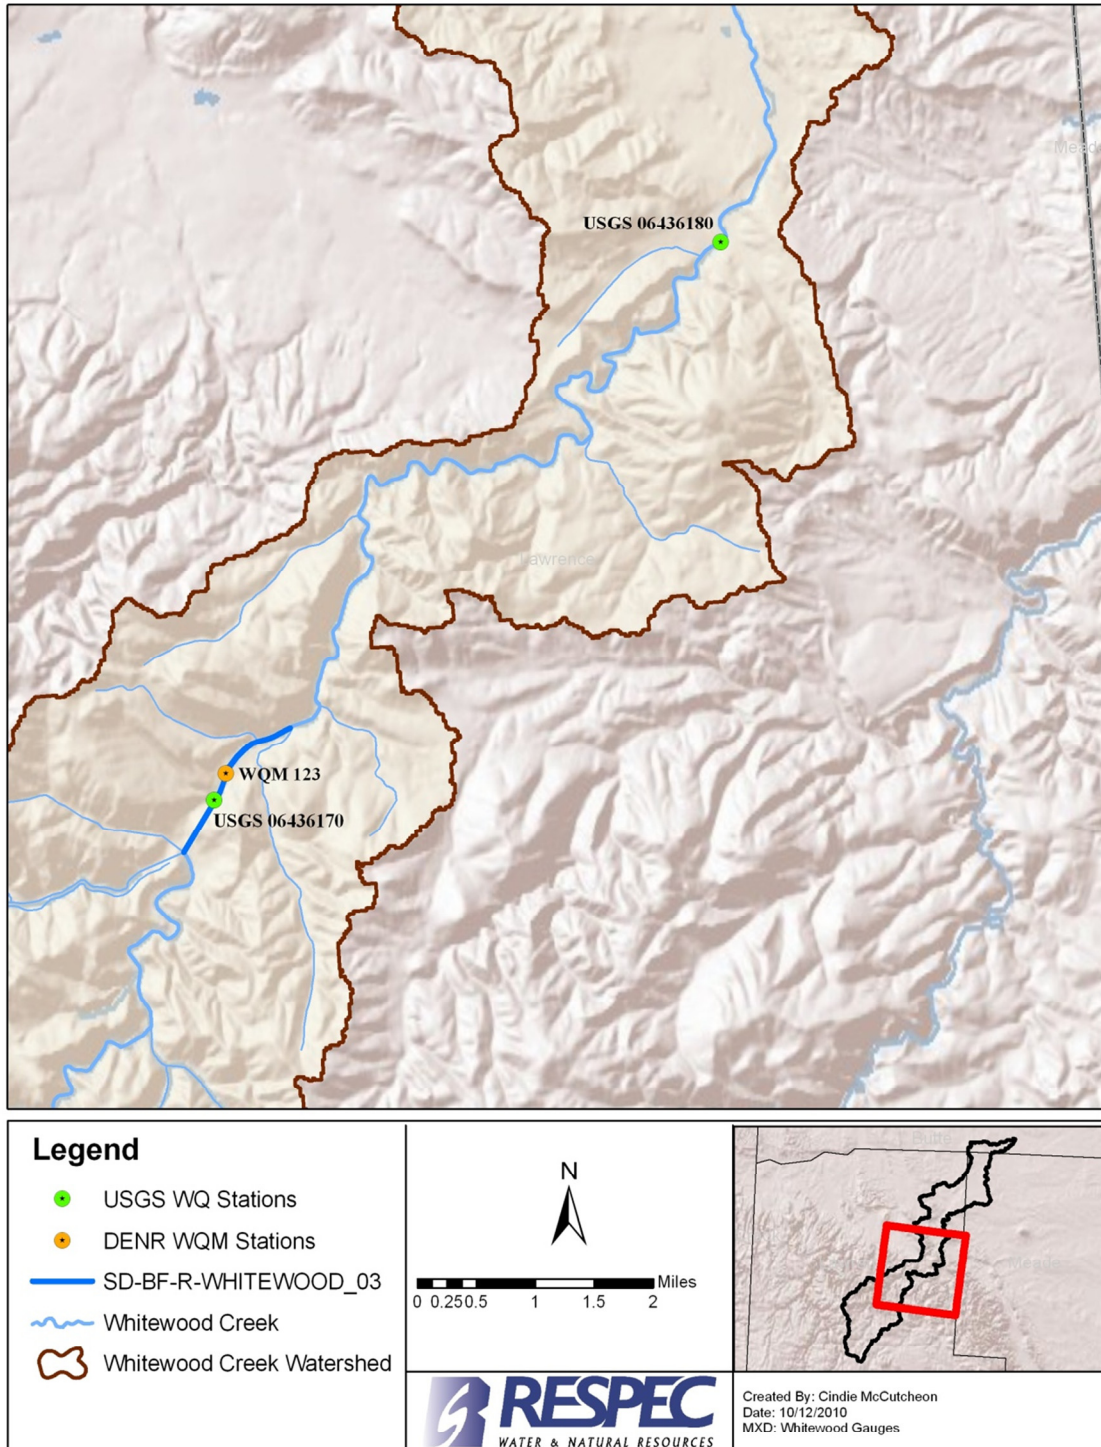 USGS 06436180
Lawrence
WQM 123
USGS 06436170
Legend
USGS WQ Stations
DENR WQM Stations
SD-BF-R-WHITEWOOD_03
Whitewood Creek
Whitewood Creek Watershed
N
Miles
0 0.25 0.5 1 1.5 2
RESPEC
WATER & NATURAL RESOURCES
Created By: Cindie McCutcheon
Date: 10/12/2010
MXD: Whitewood Gauges